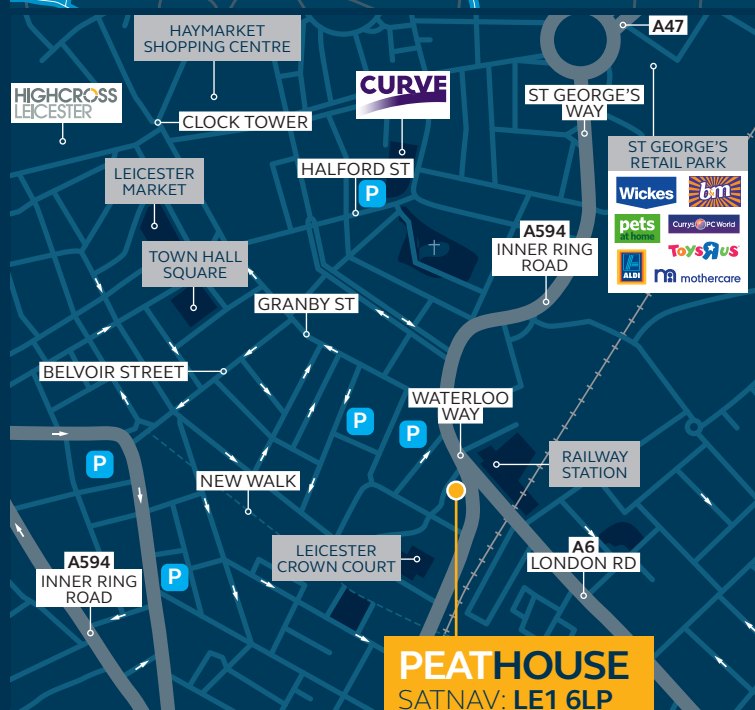 A47
HAYMARKET
SHOPPING CENTRE
HIGHCROSS
LEICESTER
CURVE
ST GEORGE'S
WAY
CLOCK TOWER
ST GEORGE'S
RETAIL PARK
Wickes
bm
pets
at home
Currys PC World
ToysЯus
ALDI
m mothercare
LEICESTER
MARKET
HALFORD ST
P
A594
INNER RING
ROAD
TOWN HALL
SQUARE
GRANBY ST
BELVOIR STREET
WATERLOO
WAY
P
P
P
RAILWAY
STATION
NEW WALK
LEICESTER
CROWN COURT
A6
LONDON RD
A594
INNER RING
ROAD
P
PEATHOUSE
SATNAV: LE1 6LP